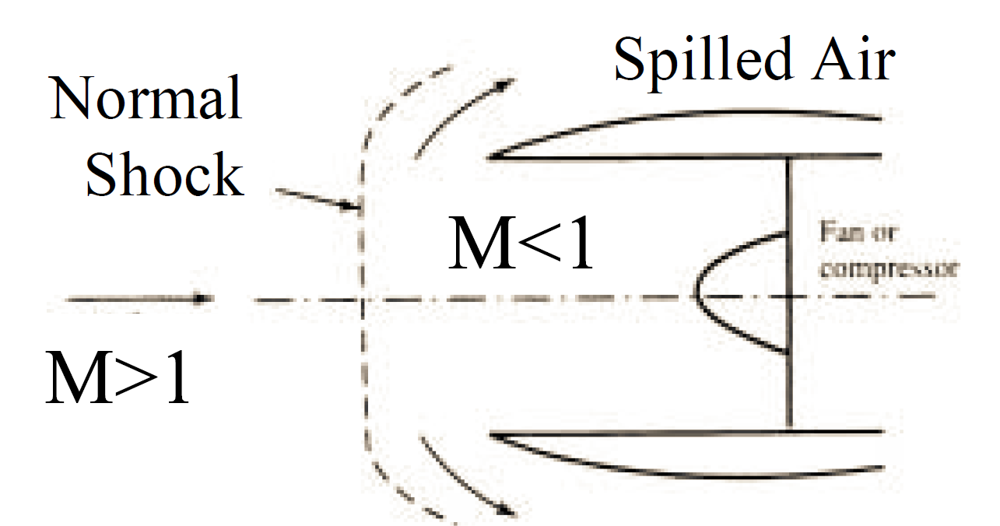 Spilled Air
Normal
Shock
M<1
Fan or
compressor
M>1